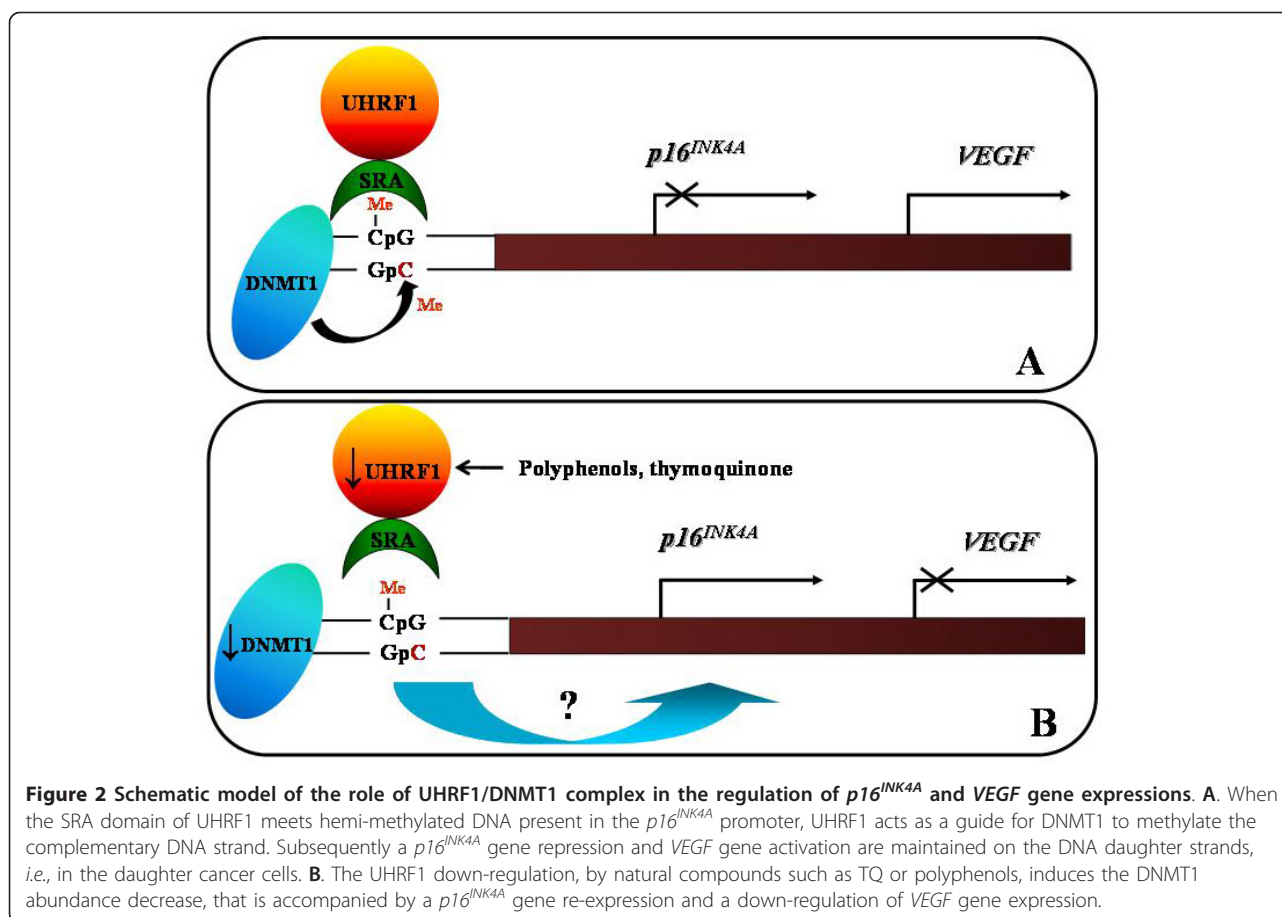 UHRF1
SRA
Me
CpG
GpC
DNMT1
Me
p16INK4A
VEGF
A
↓ UHRF1
Polyphenols, thymoquinone
SRA
Me
CpG
GpC
↓ DNMT1
p16INK4A
VEGF
?
B
Figure 2 Schematic model of the role of UHRF1/DNMT1 complex in the regulation of p16INK4A and VEGF gene expressions. A. When
the SRA domain of UHRF1 meets hemi-methylated DNA present in the p16INK4A promoter, UHRF1 acts as a guide for DNMT1 to methylate the
complementary DNA strand. Subsequently a p16INK4A gene repression and VEGF gene activation are maintained on the DNA daughter strands,
i.e., in the daughter cancer cells. B. The UHRF1 down-regulation, by natural compounds such as TQ or polyphenols, induces the DNMT1
abundance decrease, that is accompanied by a p16INK4A gene re-expression and a down-regulation of VEGF gene expression.